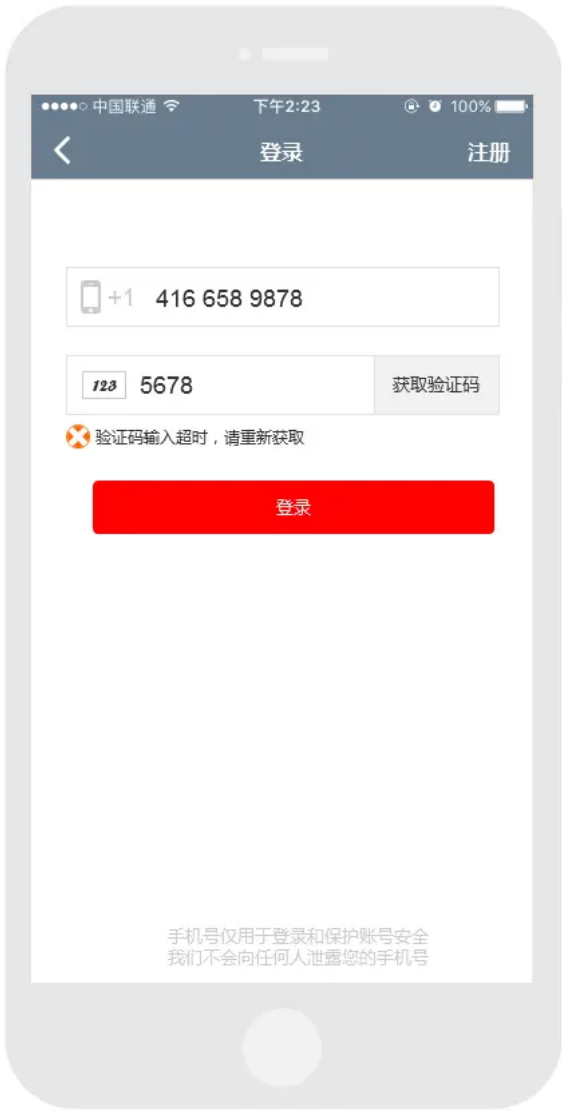 中国联通 下午2:23 100%
登录 注册
+1 416 658 9878
123 5678 获取验证码
验证码输入超时，请重新获取
登录
手机号仅用于登录和保护账号安全
我们不会向任何人泄露您的手机号